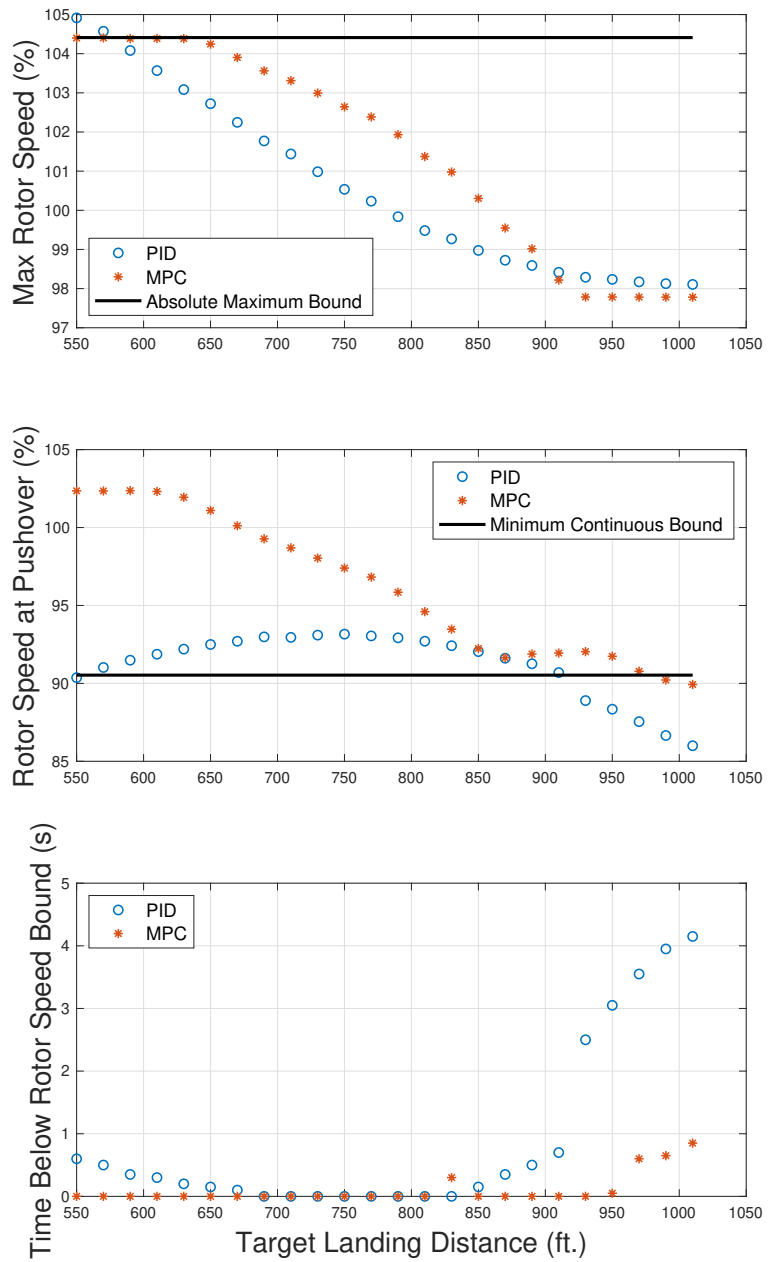 Max Rotor Speed (%)
105
104
103
102
101
100
99
98
97
PID
MPC
Absolute Maximum Bound
550 600 650 700 750 800 850 900 950 1000 1050
Rotor Speed at Pushover (%)
105
100
95
90
85
PID
MPC
Minimum Continuous Bound
550 600 650 700 750 800 850 900 950 1000 1050
Time Below Rotor Speed Bound (s)
5
4
3
2
1
0
PID
MPC
550 600 650 700 750 800 850 900 950 1000 1050
Target Landing Distance (ft.)